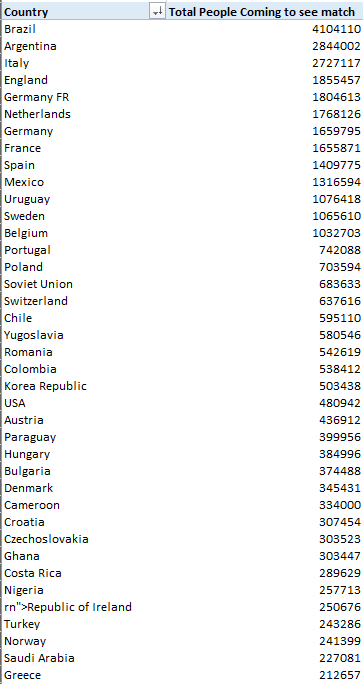 Country Total People Coming to see match
Brazil 4104110
Argentina 2844002
Italy 2727117
England 1855457
Germany FR 1804613
Netherlands 1768126
Germany 1659795
France 1655871
Spain 1409775
Mexico 1316594
Uruguay 1076418
Sweden 1065610
Belgium 1032703
Portugal 742088
Poland 703594
Soviet Union 683633
Switzerland 637616
Chile 595110
Yugoslavia 580546
Romania 542619
Colombia 538412
Korea Republic 503438
USA 480942
Austria 436912
Paraguay 399956
Hungary 384996
Bulgaria 374488
Denmark 345431
Cameroon 334000
Croatia 307454
Czechoslovakia 303523
Ghana 303447
Costa Rica 289629
Nigeria 257713
rn">Republic of Ireland 250676
Turkey 243286
Norway 241399
Saudi Arabia 227081
Greece 212657